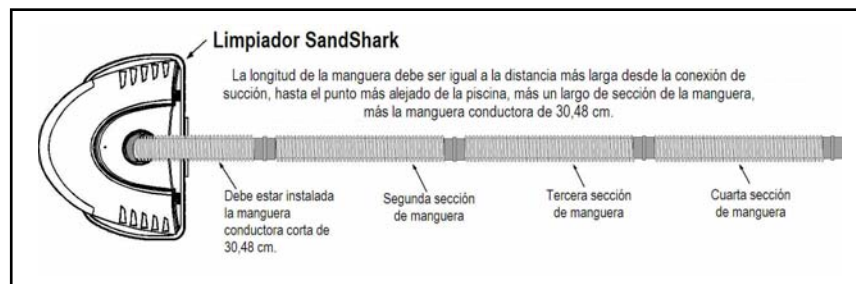 Limpiador SandShark
La longitud de la manguera debe ser igual a la distancia más larga desde la conexión de
succión, hasta el punto más alejado de la piscina, más un largo de sección de la manguera,
más la manguera conductora de 30,48 cm.
Debe estar instalada
la manguera
conductora corta de
30,48 cm.
Segunda sección
de manguera
Tercera sección
de manguera
Cuarta sección
de manguera